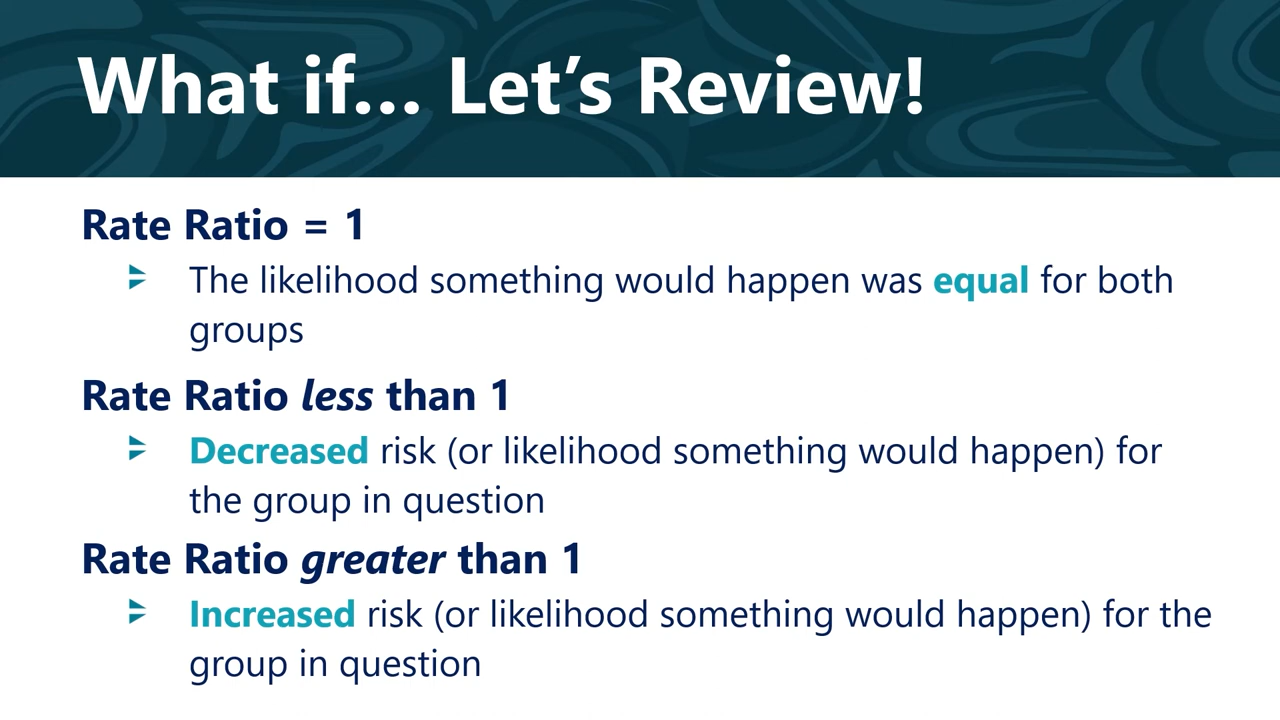 What if... Let's Review!
Rate Ratio = 1
The likelihood something would happen was equal for both
groups
Rate Ratio less than 1
Decreased risk (or likelihood something would happen) for
the group in question
Rate Ratio greater than 1
Increased risk (or likelihood something would happen) for the
group in question